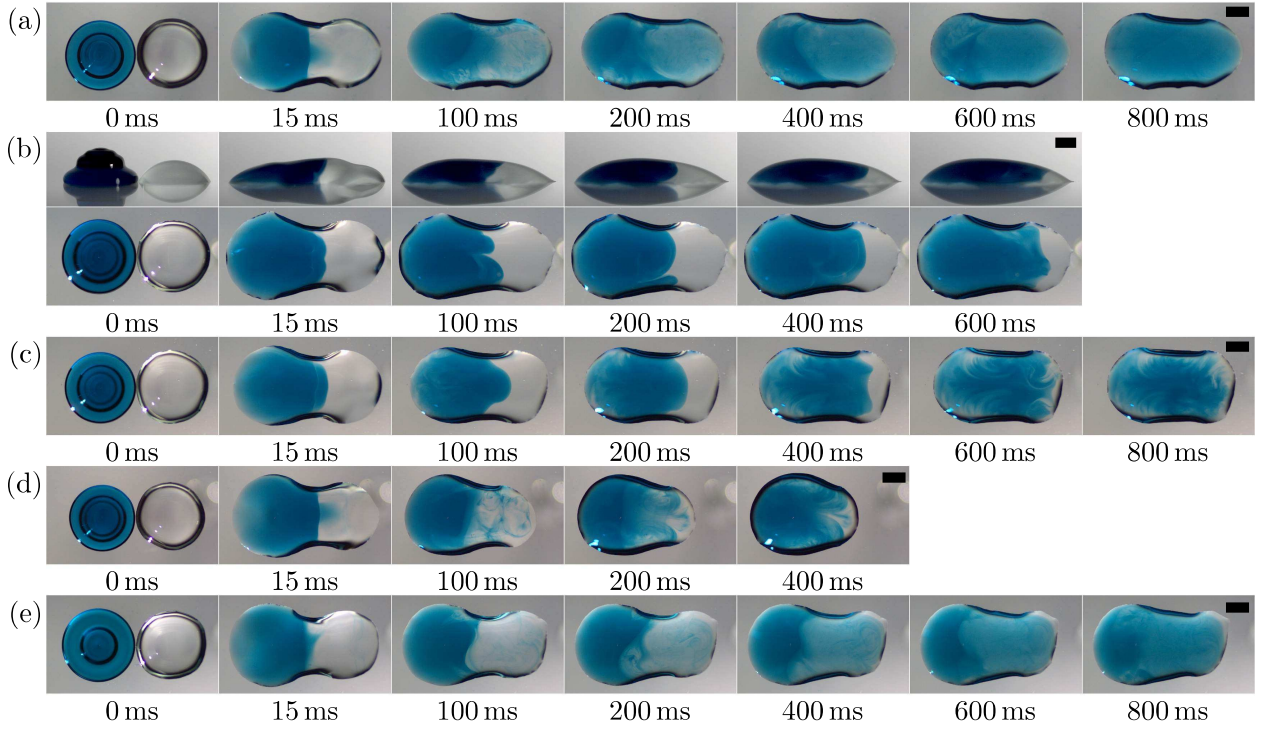 (a)
0 ms 15 ms 100 ms 200 ms 400 ms 600 ms 800 ms
(b)
0 ms 15 ms 100 ms 200 ms 400 ms 600 ms
(c)
0 ms 15 ms 100 ms 200 ms 400 ms 600 ms 800 ms
(d)
0 ms 15 ms 100 ms 200 ms 400 ms
(e)
0 ms 15 ms 100 ms 200 ms 400 ms 600 ms 800 ms